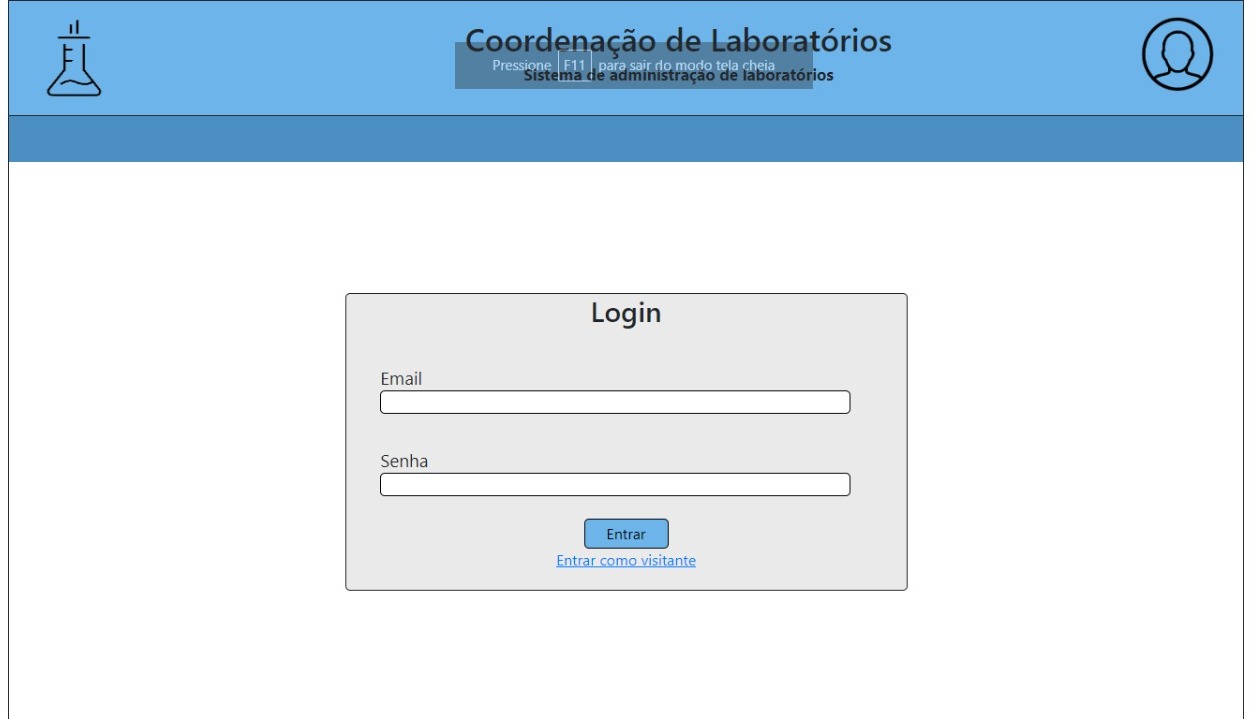 Coordenação de Laboratórios
Pressione F11 para sair do modo tela cheia
Sistema de administração de laboratórios
Login
Email
Senha
Entrar
Entrar como visitante